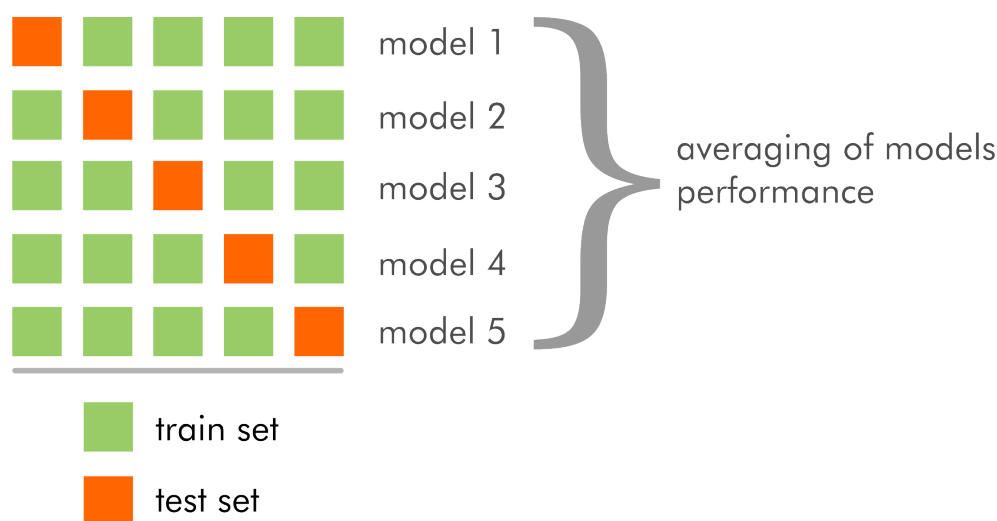 model 1
model 2
model 3
model 4
model 5
averaging of models
performance
train set
test set